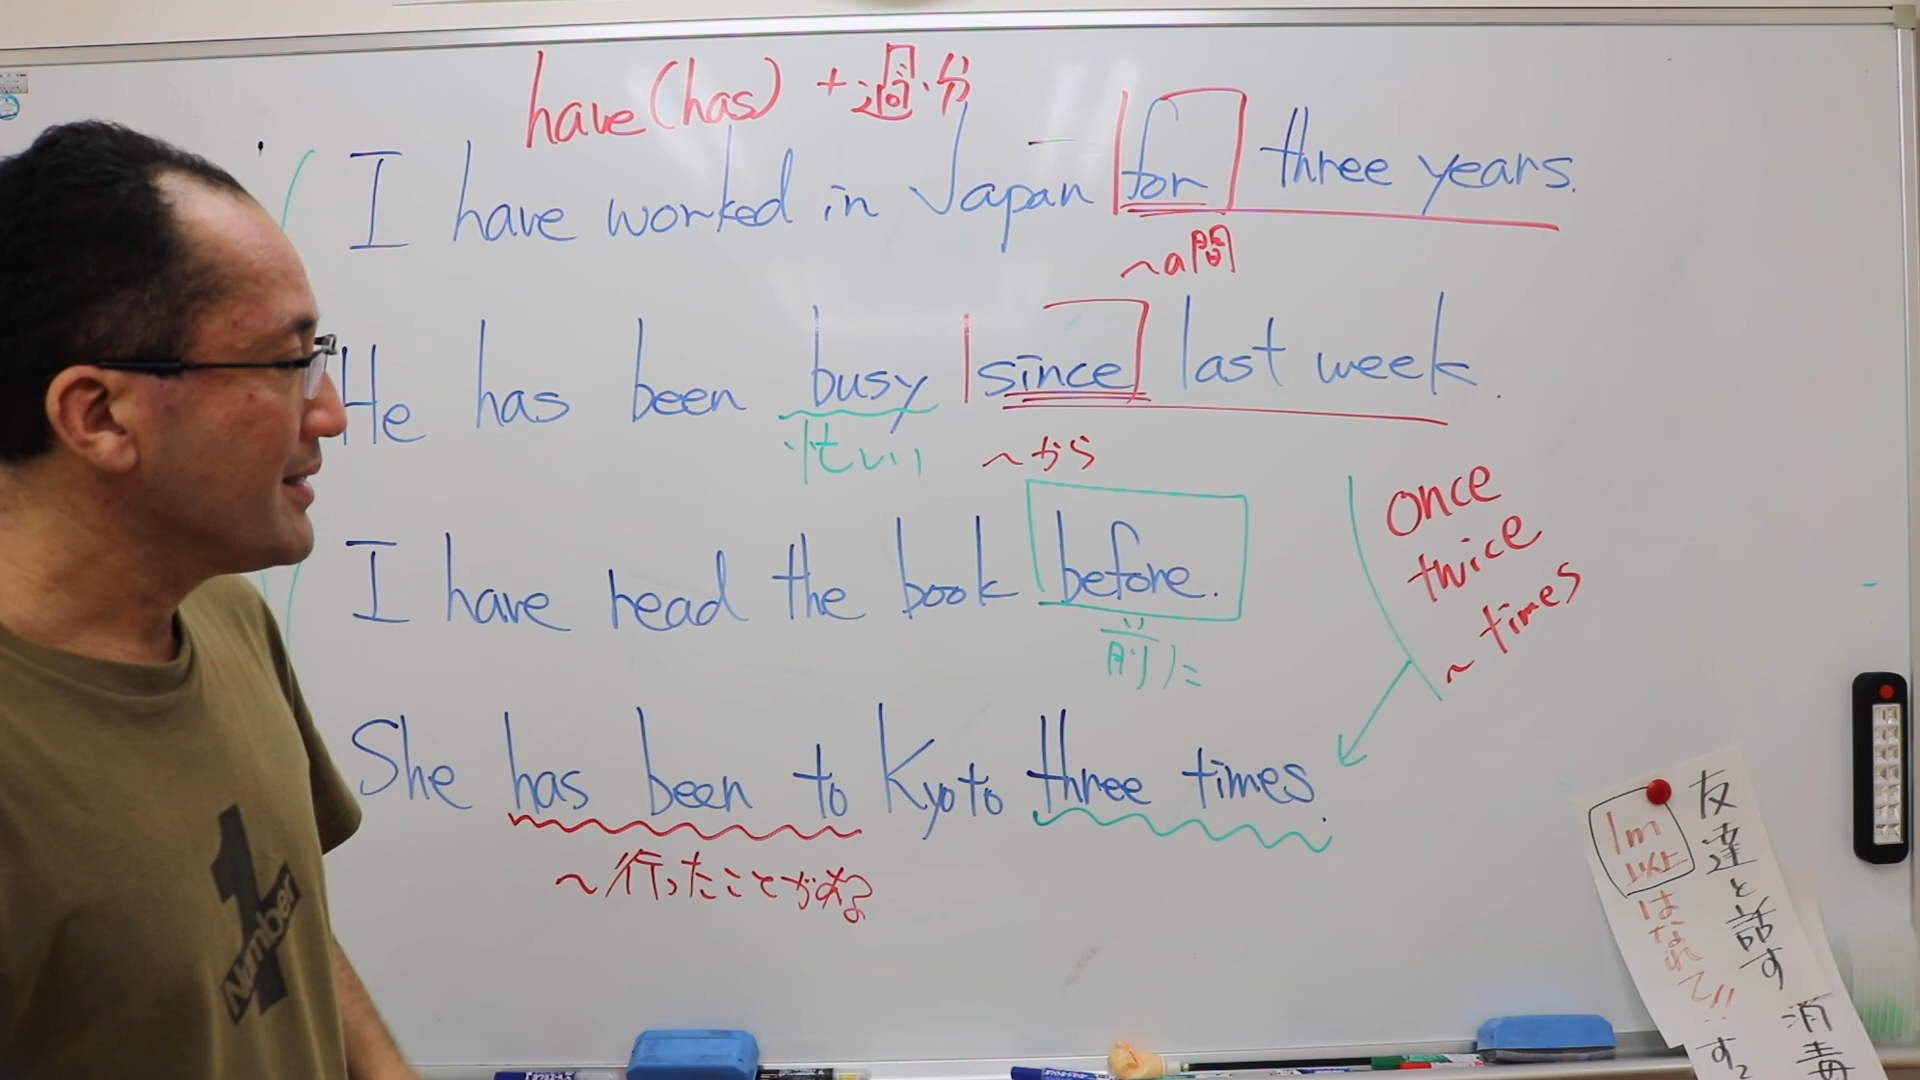 have(has) +過・分
I have worked in Japan for three years.
~の間
He has been busy since last week.
忙しい ~から
I have read the book before.
前に
once
twice
~ times
She has been to Kyoto three times.
~行ったことがある
1
Number
友達と話す
1m
以上
はなれて!!
消毒